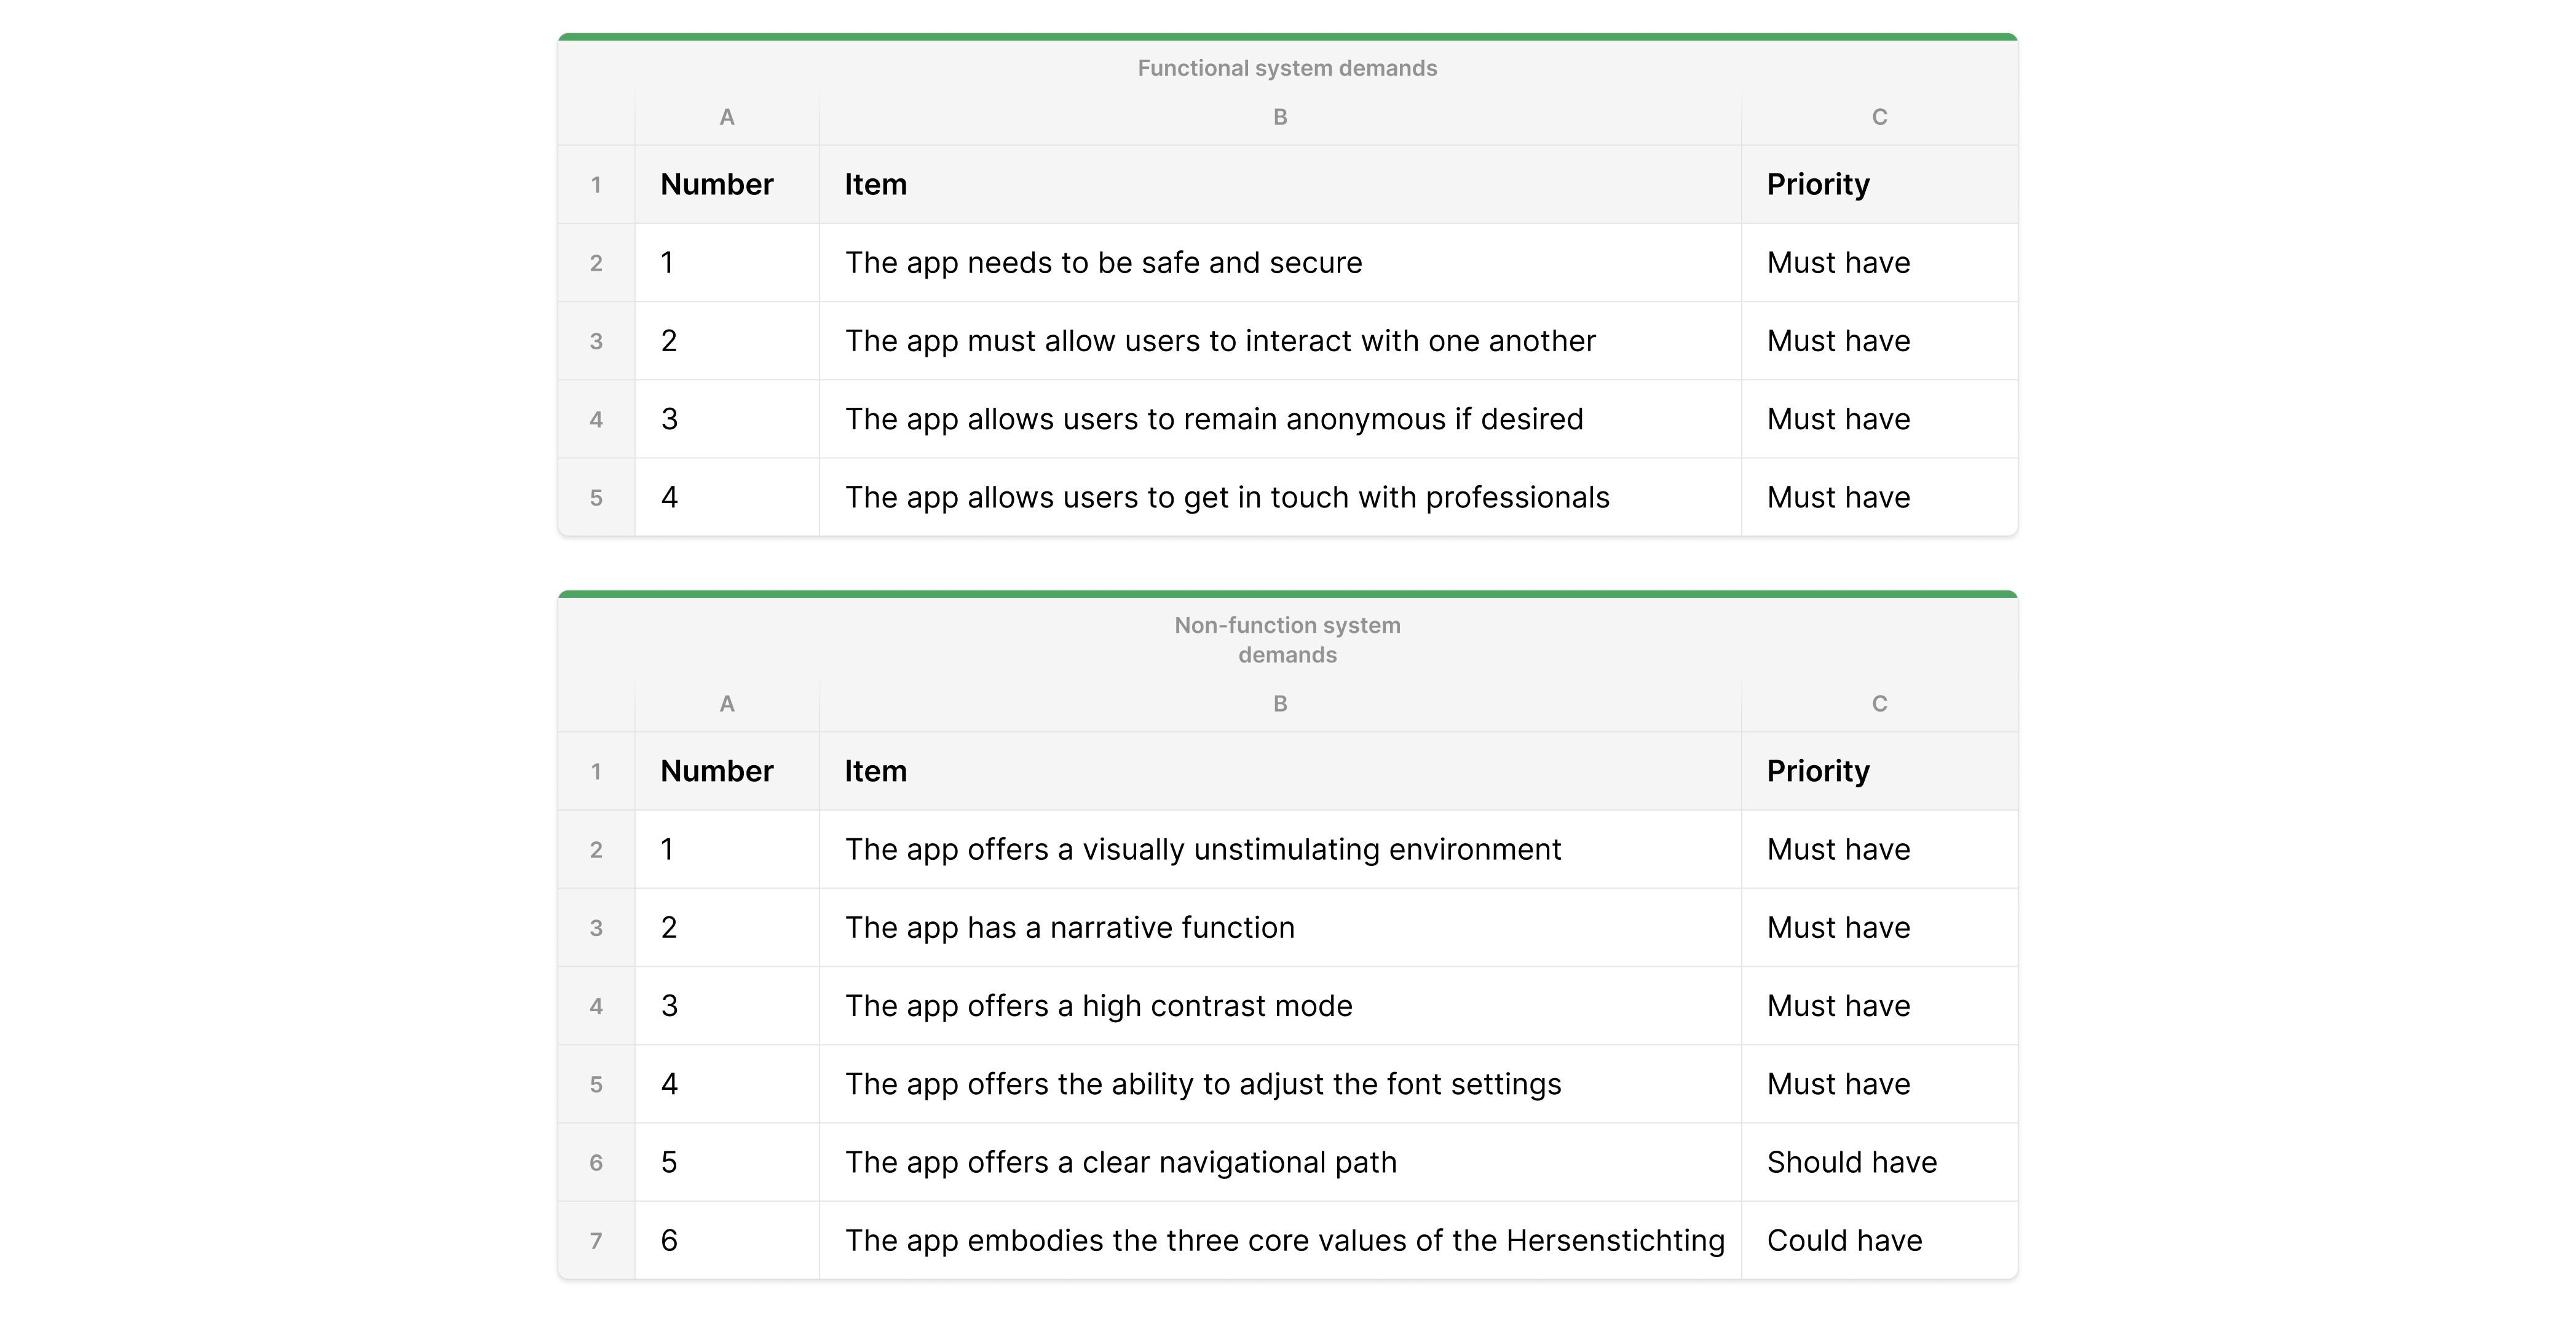 Functional system demands
A B C
1 Number Item Priority
2 1 The app needs to be safe and secure Must have
3 2 The app must allow users to interact with one another Must have
4 3 The app allows users to remain anonymous if desired Must have
5 4 The app allows users to get in touch with professionals Must have
Non-function system
demands
A B C
1 Number Item Priority
2 1 The app offers a visually unstimulating environment Must have
3 2 The app has a narrative function Must have
4 3 The app offers a high contrast mode Must have
5 4 The app offers the ability to adjust the font settings Must have
6 5 The app offers a clear navigational path Should have
7 6 The app embodies the three core values of the Hersenstichting Could have